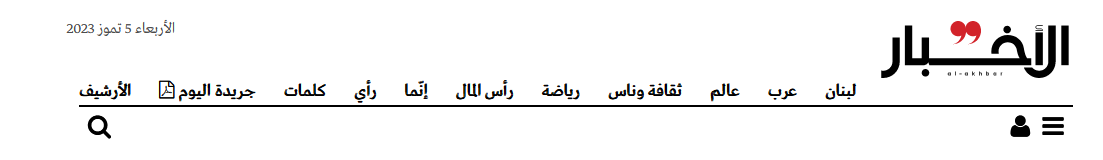 الأربعاء 5 تموز 2023
الأخبار
al-akhbar
لبنان عرب عالم ثقافة وناس رياضة رأس المال إنّما رأي كلمات جريدة اليوم الأرشيف